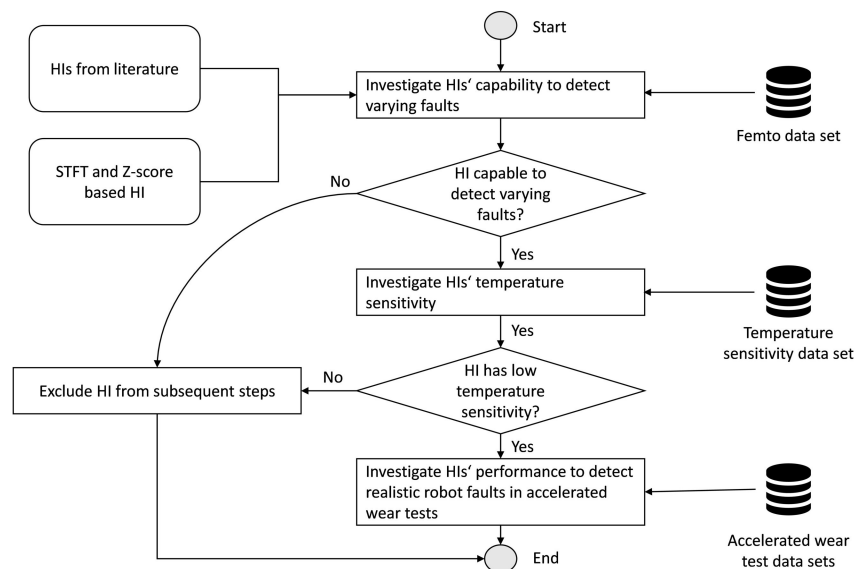 Start
HIs from literature
Investigate HIs‘ capability to detect
varying faults
Femto data set
STFT and Z-score
based HI
HI capable to
detect varying
faults?
No
Yes
Investigate HIs‘ temperature
sensitivity
Temperature
sensitivity data set
Yes
HI has low
temperature
sensitivity?
No
Exclude HI from subsequent steps
Yes
Investigate HIs‘ performance to detect
realistic robot faults in accelerated
wear tests
Accelerated wear
test data sets
End